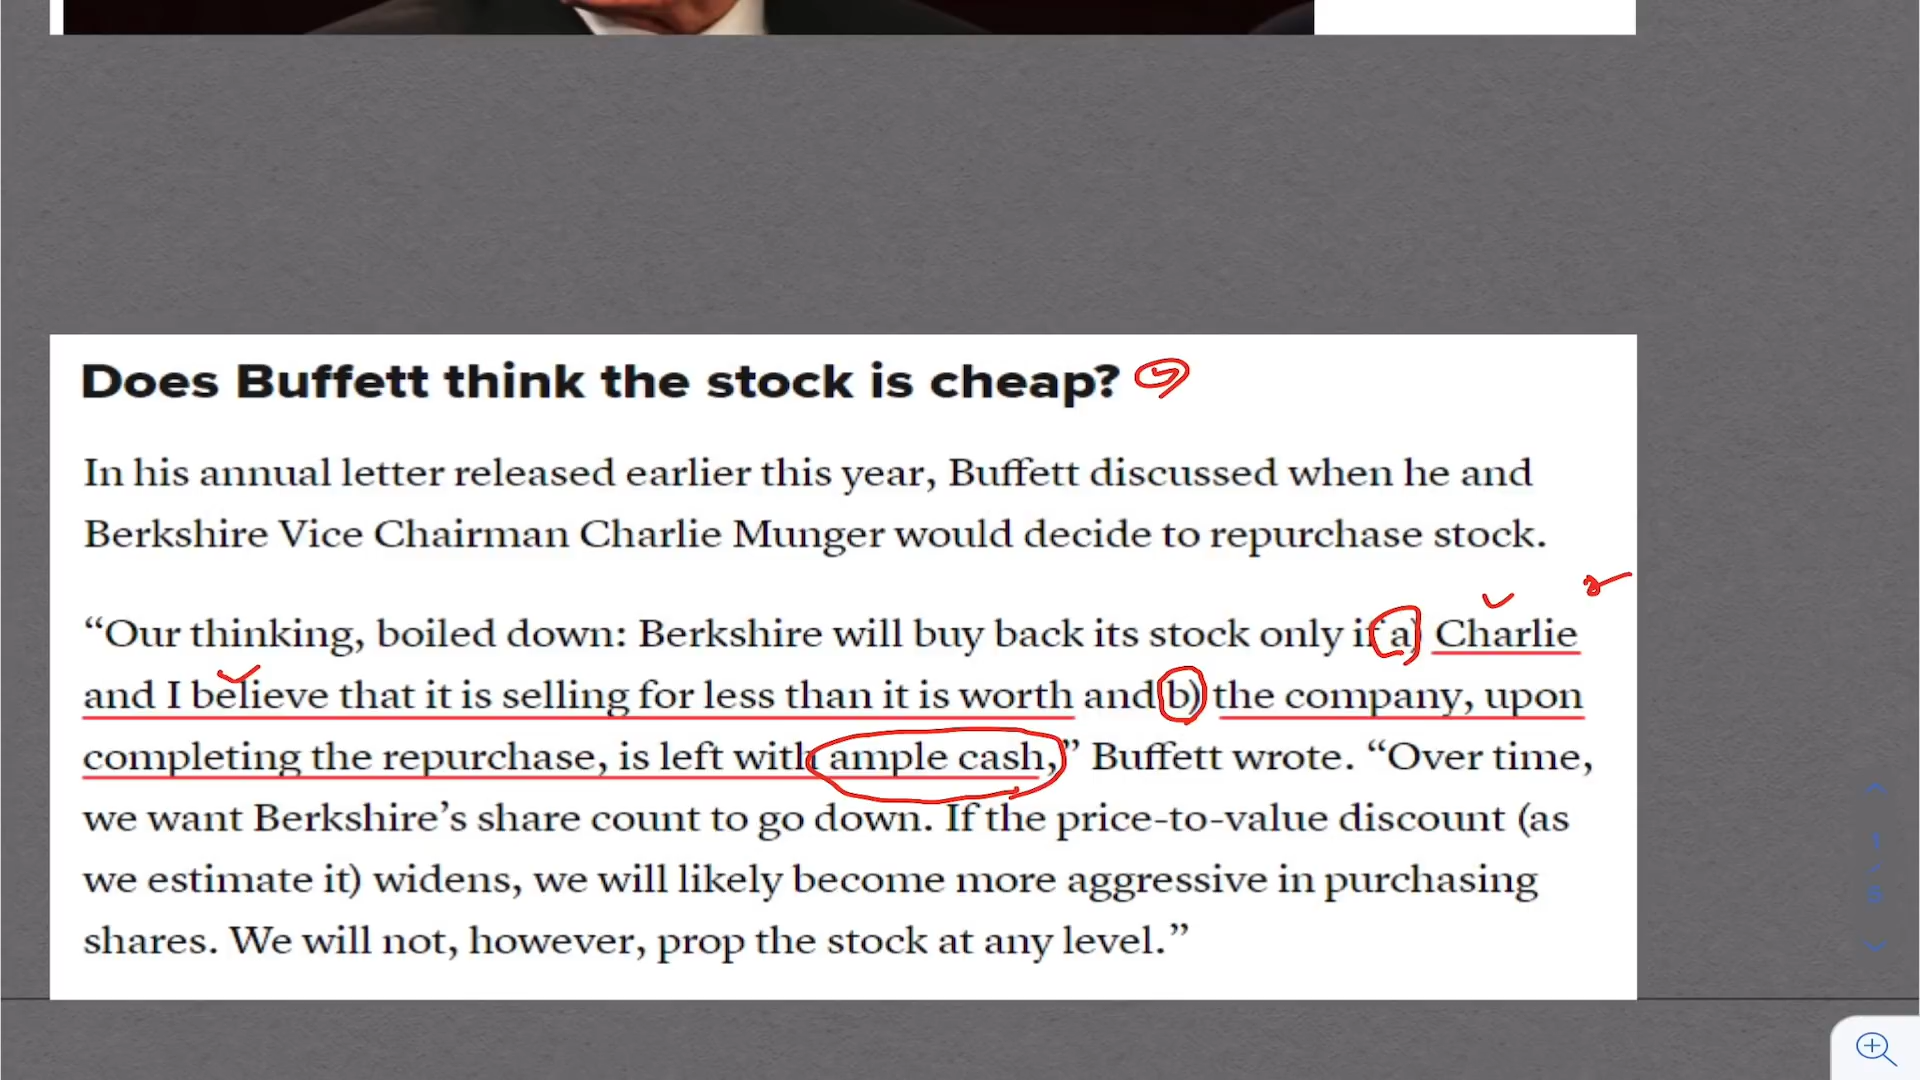 Does Buffett think the stock is cheap?
In his annual letter released earlier this year, Buffett discussed when he and
Berkshire Vice Chairman Charlie Munger would decide to repurchase stock.
“Our thinking, boiled down: Berkshire will buy back its stock only if a) Charlie
and I believe that it is selling for less than it is worth and b) the company, upon
completing the repurchase, is left with ample cash,” Buffett wrote. “Over time,
we want Berkshire’s share count to go down. If the price-to-value discount (as
we estimate it) widens, we will likely become more aggressive in purchasing
shares. We will not, however, prop the stock at any level.”